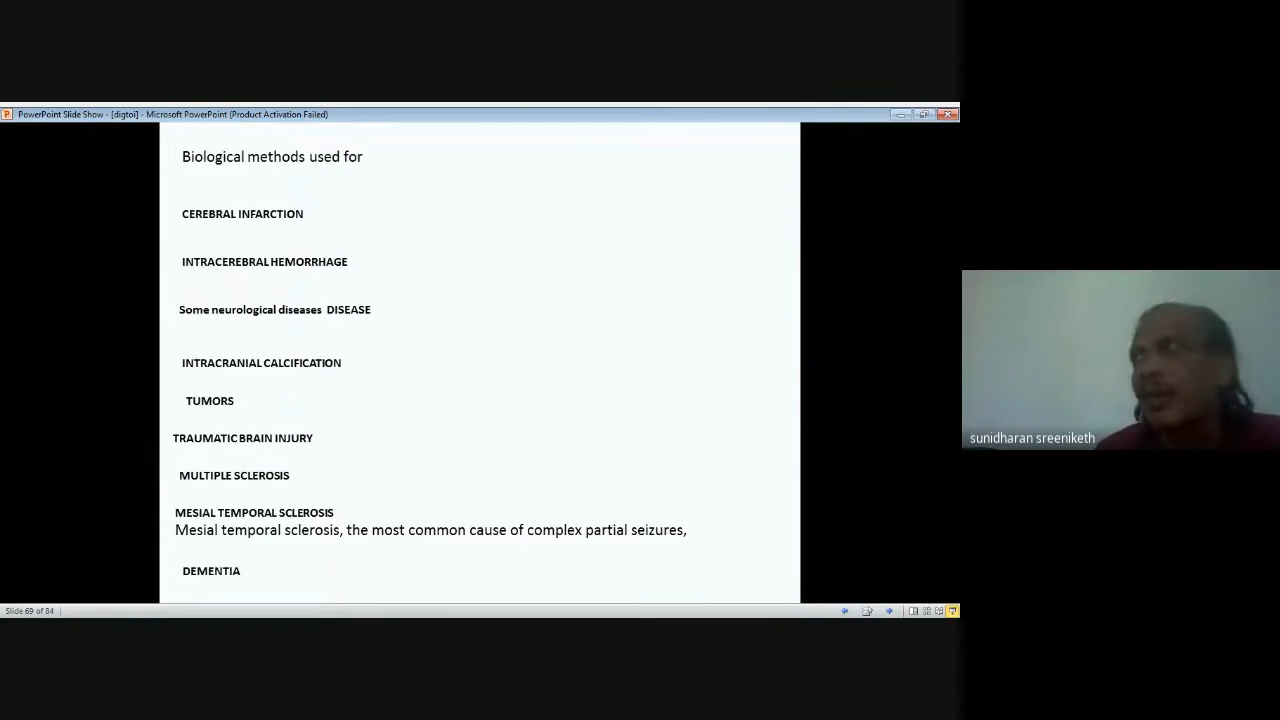 PowerPoint Slide Show - [digtoi] - Microsoft PowerPoint (Product Activation Failed)
Biological methods used for
CEREBRAL INFARCTION
INTRACEREBRAL HEMORRHAGE
Some neurological diseases DISEASE
INTRACRANIAL CALCIFICATION
TUMORS
TRAUMATIC BRAIN INJURY
MULTIPLE SCLEROSIS
MESIAL TEMPORAL SCLEROSIS
Mesial temporal sclerosis, the most common cause of complex partial seizures,
DEMENTIA
Slide 69 of 84
sunidharan sreeniketh